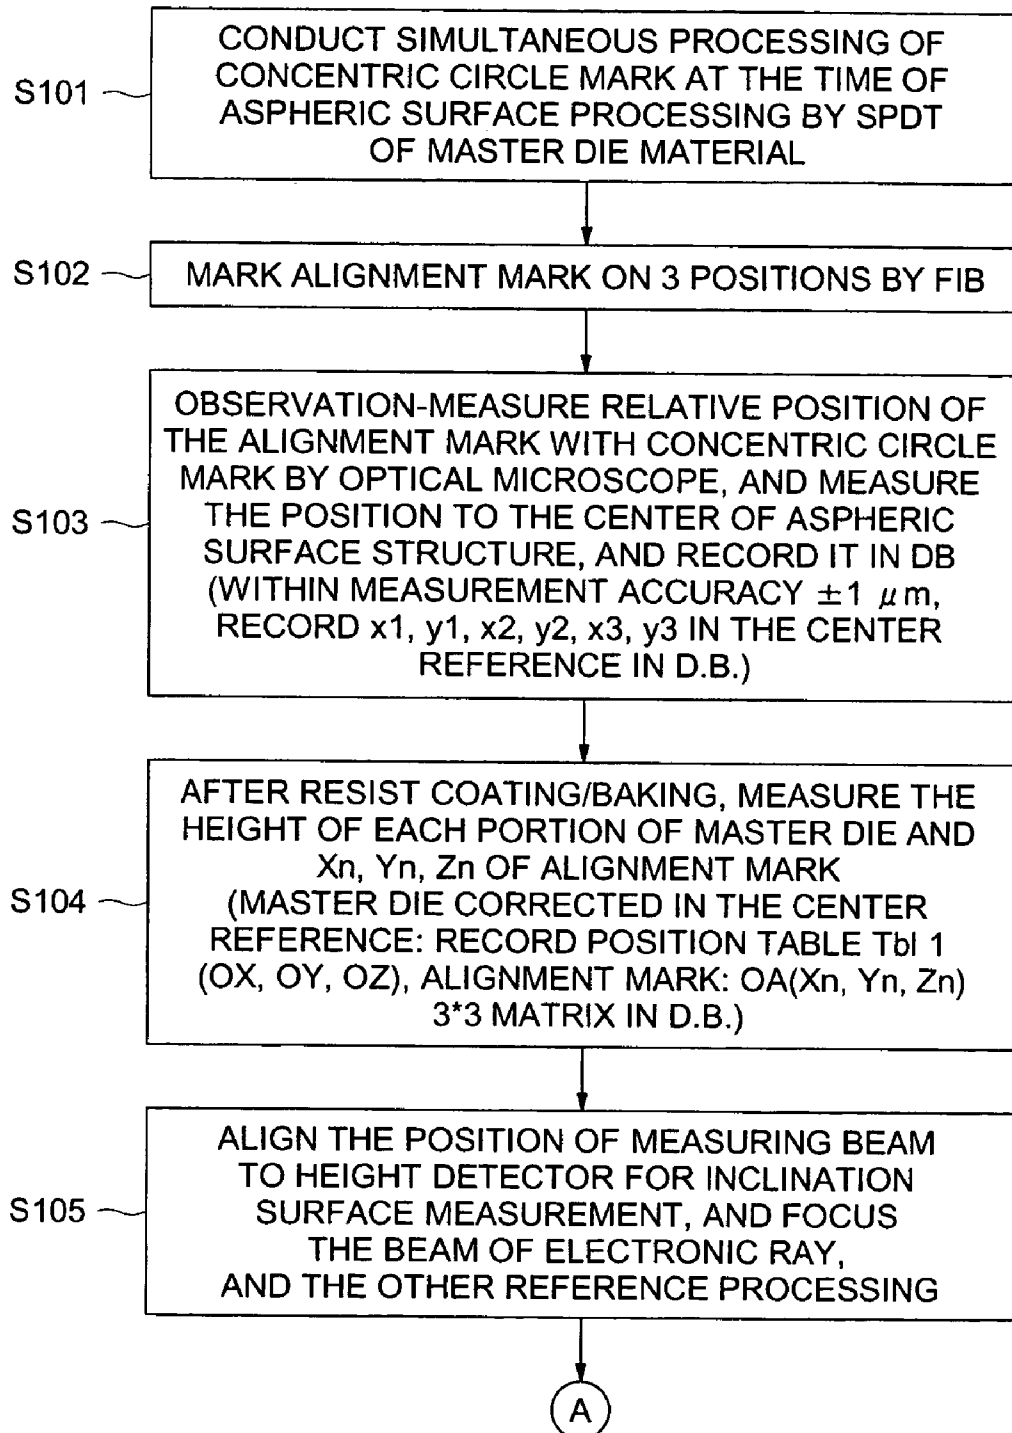 S101
CONDUCT SIMULTANEOUS PROCESSING OF
CONCENTRIC CIRCLE MARK AT THE TIME OF
ASPHERIC SURFACE PROCESSING BY SPDT
OF MASTER DIE MATERIAL
S102
MARK ALIGNMENT MARK ON 3 POSITIONS BY FIB
S103
OBSERVATION-MEASURE RELATIVE POSITION OF
THE ALIGNMENT MARK WITH CONCENTRIC CIRCLE
MARK BY OPTICAL MICROSCOPE, AND MEASURE
THE POSITION TO THE CENTER OF ASPHERIC
SURFACE STRUCTURE, AND RECORD IT IN DB
(WITHIN MEASUREMENT ACCURACY ±1 μm,
RECORD x1, y1, x2, y2, x3, y3 IN THE CENTER
REFERENCE IN D.B.)
S104
AFTER RESIST COATING/BAKING, MEASURE THE
HEIGHT OF EACH PORTION OF MASTER DIE AND
Xn, Yn, Zn OF ALIGNMENT MARK
(MASTER DIE CORRECTED IN THE CENTER
REFERENCE: RECORD POSITION TABLE Tbl 1
(OX, OY, OZ), ALIGNMENT MARK: OA(Xn, Yn, Zn)
3*3 MATRIX IN D.B.)
S105
ALIGN THE POSITION OF MEASURING BEAM
TO HEIGHT DETECTOR FOR INCLINATION
SURFACE MEASUREMENT, AND FOCUS
THE BEAM OF ELECTRONIC RAY,
AND THE OTHER REFERENCE PROCESSING
A